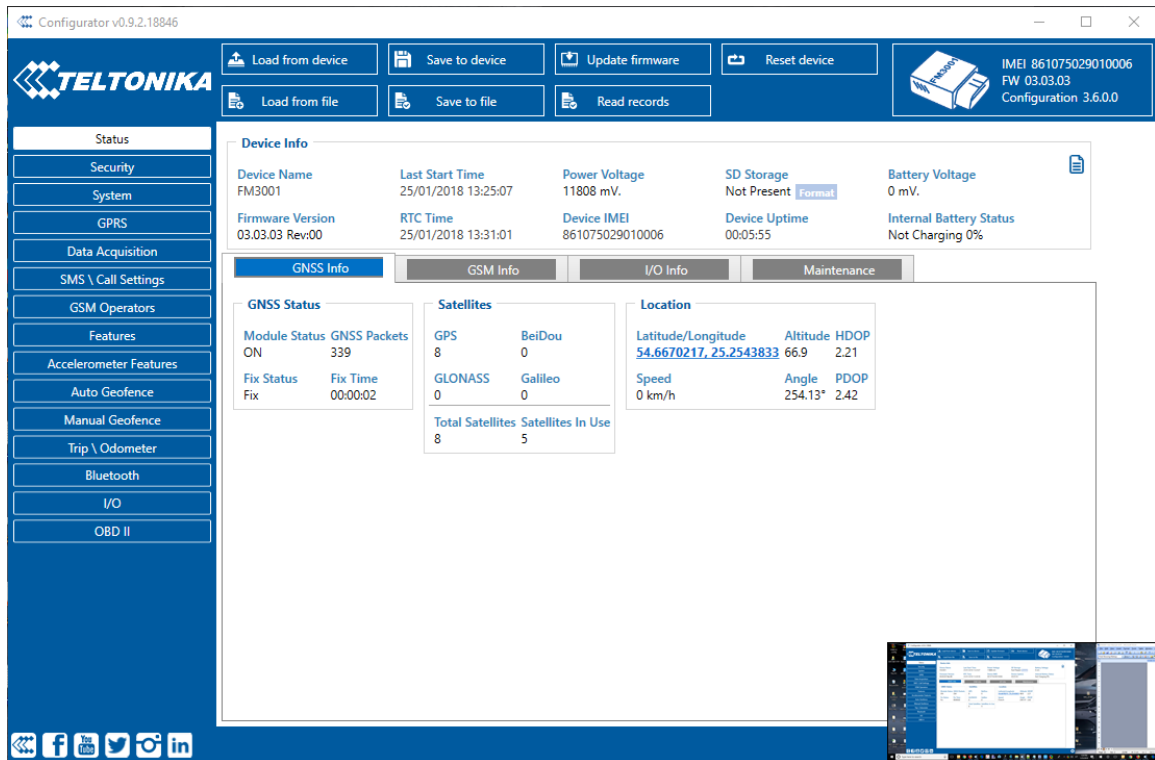 Configurator v0.9.2.18846
TELTONIKA
Load from device
Save to device
Update firmware
Reset device
Load from file
Save to file
Read records
FM3001
IMEI 861075029010006
FW 03.03.03
Configuration 3.6.0.0
Status
Security
System
GPRS
Data Acquisition
SMS \ Call Settings
GSM Operators
Features
Accelerometer Features
Auto Geofence
Manual Geofence
Trip \ Odometer
Bluetooth
I/O
OBD II
Device Info
Device Name Last Start Time Power Voltage SD Storage Battery Voltage
FM3001 25/01/2018 13:25:07 11808 mV. Not Present Format 0 mV.
Firmware Version RTC Time Device IMEI Device Uptime Internal Battery Status
03.03.03 Rev:00 25/01/2018 13:31:01 861075029010006 00:05:55 Not Charging 0%
GNSS Info GSM Info I/O Info Maintenance
GNSS Status
Module Status GNSS Packets
ON 339
Fix Status Fix Time
Fix 00:00:02
Satellites
GPS BeiDou
8 0
GLONASS Galileo
0 0
Total Satellites Satellites In Use
8 5
Location
Latitude/Longitude Altitude HDOP
54.6670217, 25.2543833 66.9 2.21
Speed Angle PDOP
0 km/h 254.13° 2.42
You
Tube